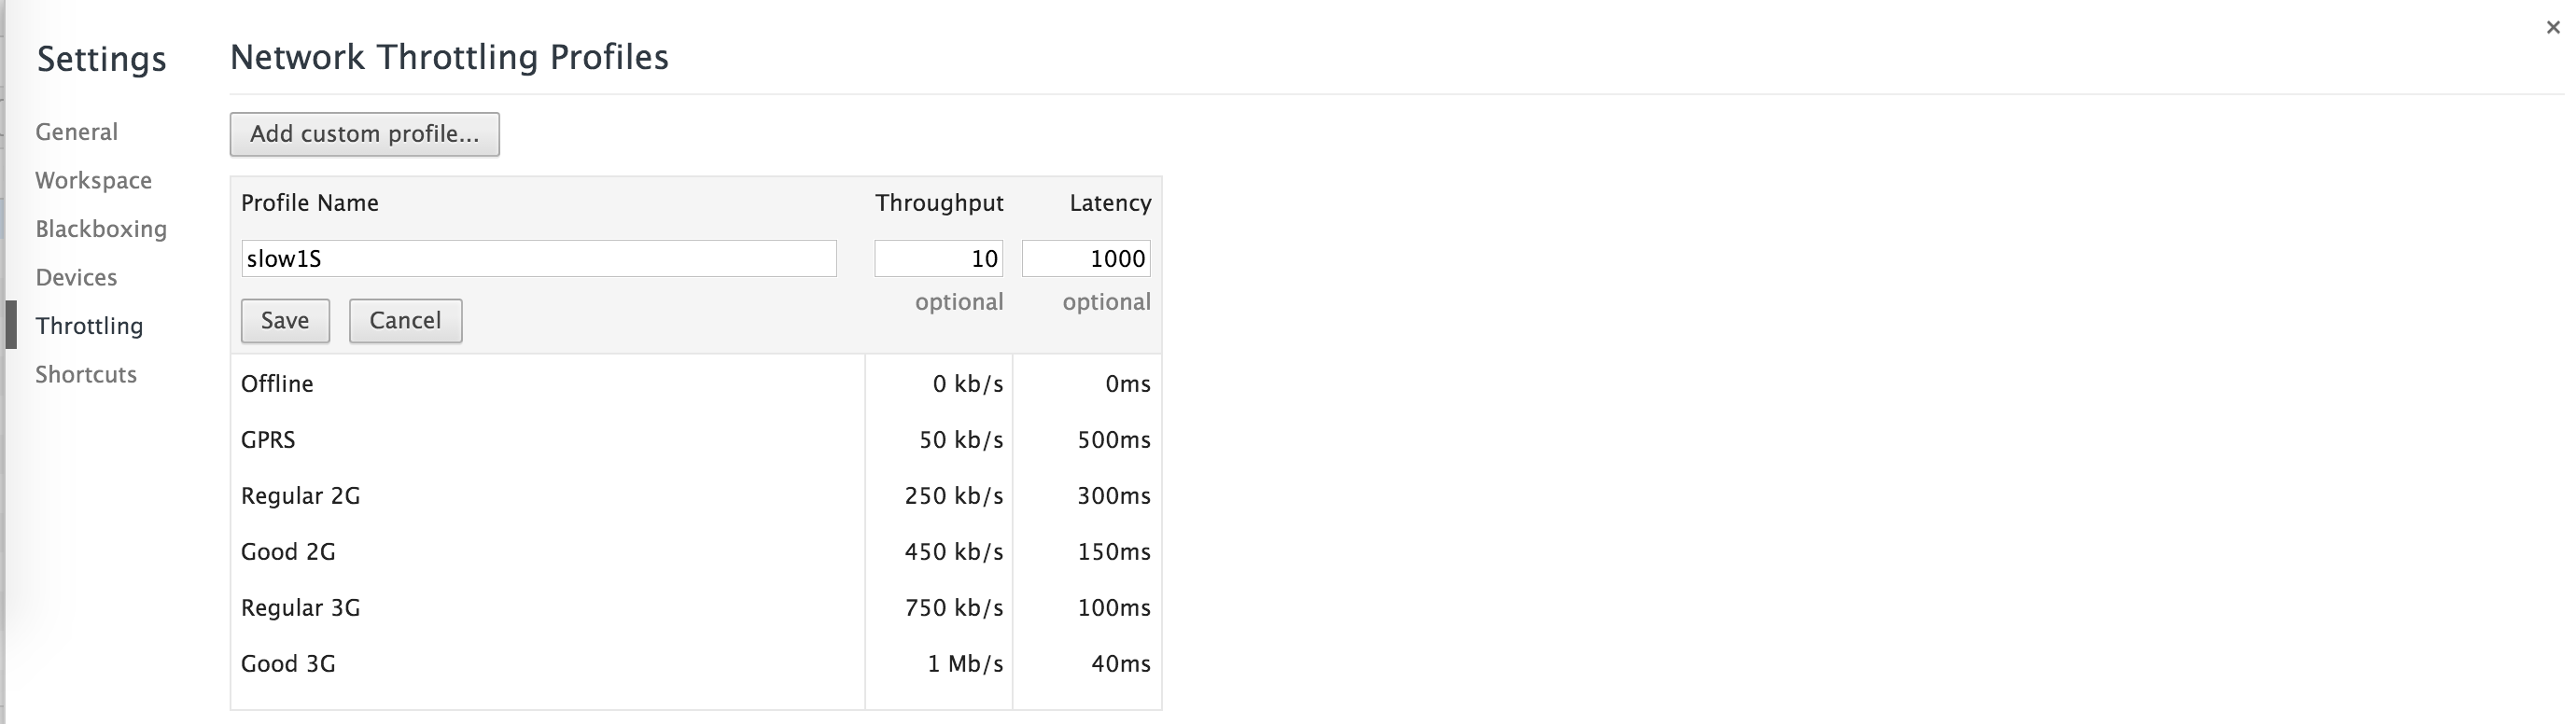 Settings
General
Workspace
Blackboxing
Devices
Throttling
Shortcuts
Network Throttling Profiles
×
Add custom profile...
Profile Name Throughput Latency
slow1S 10 1000
optional optional
Save Cancel
Offline 0 kb/s 0ms
GPRS 50 kb/s 500ms
Regular 2G 250 kb/s 300ms
Good 2G 450 kb/s 150ms
Regular 3G 750 kb/s 100ms
Good 3G 1 Mb/s 40ms